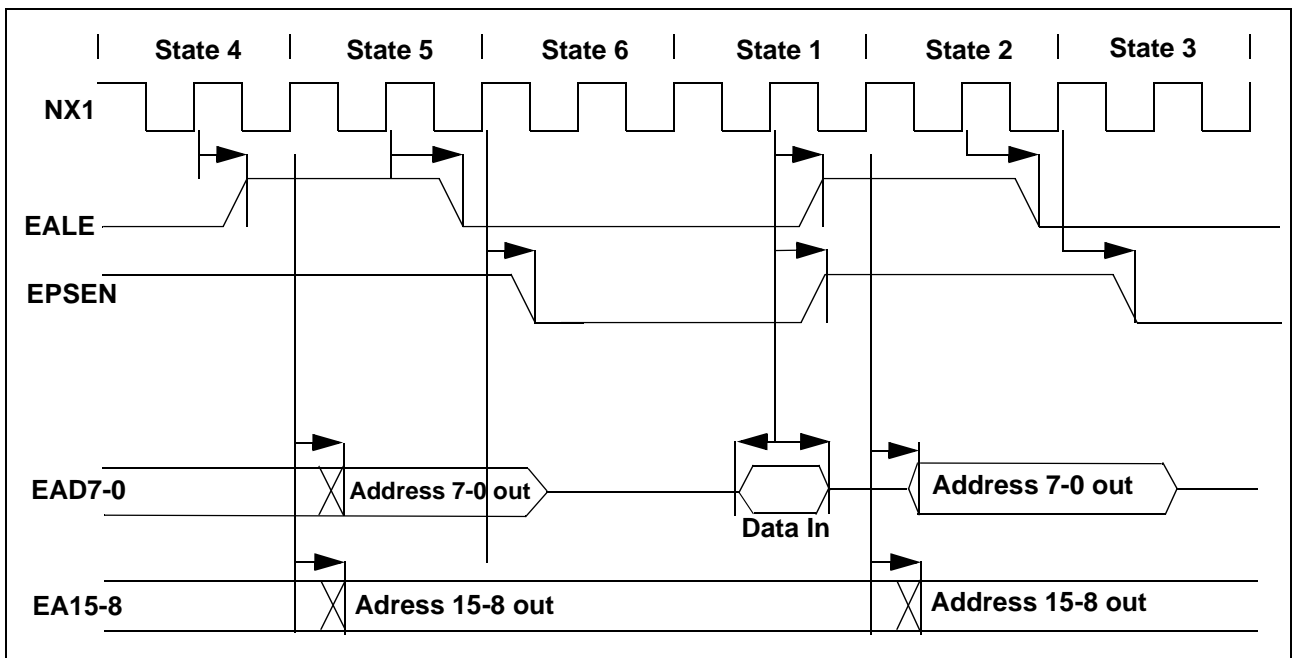 State 4 State 5 State 6 State 1 State 2 State 3
NX1
EALE
EPSEN
EAD7-0 Address 7-0 out Address 7-0 out
Data In
EA15-8 Adress 15-8 out Address 15-8 out